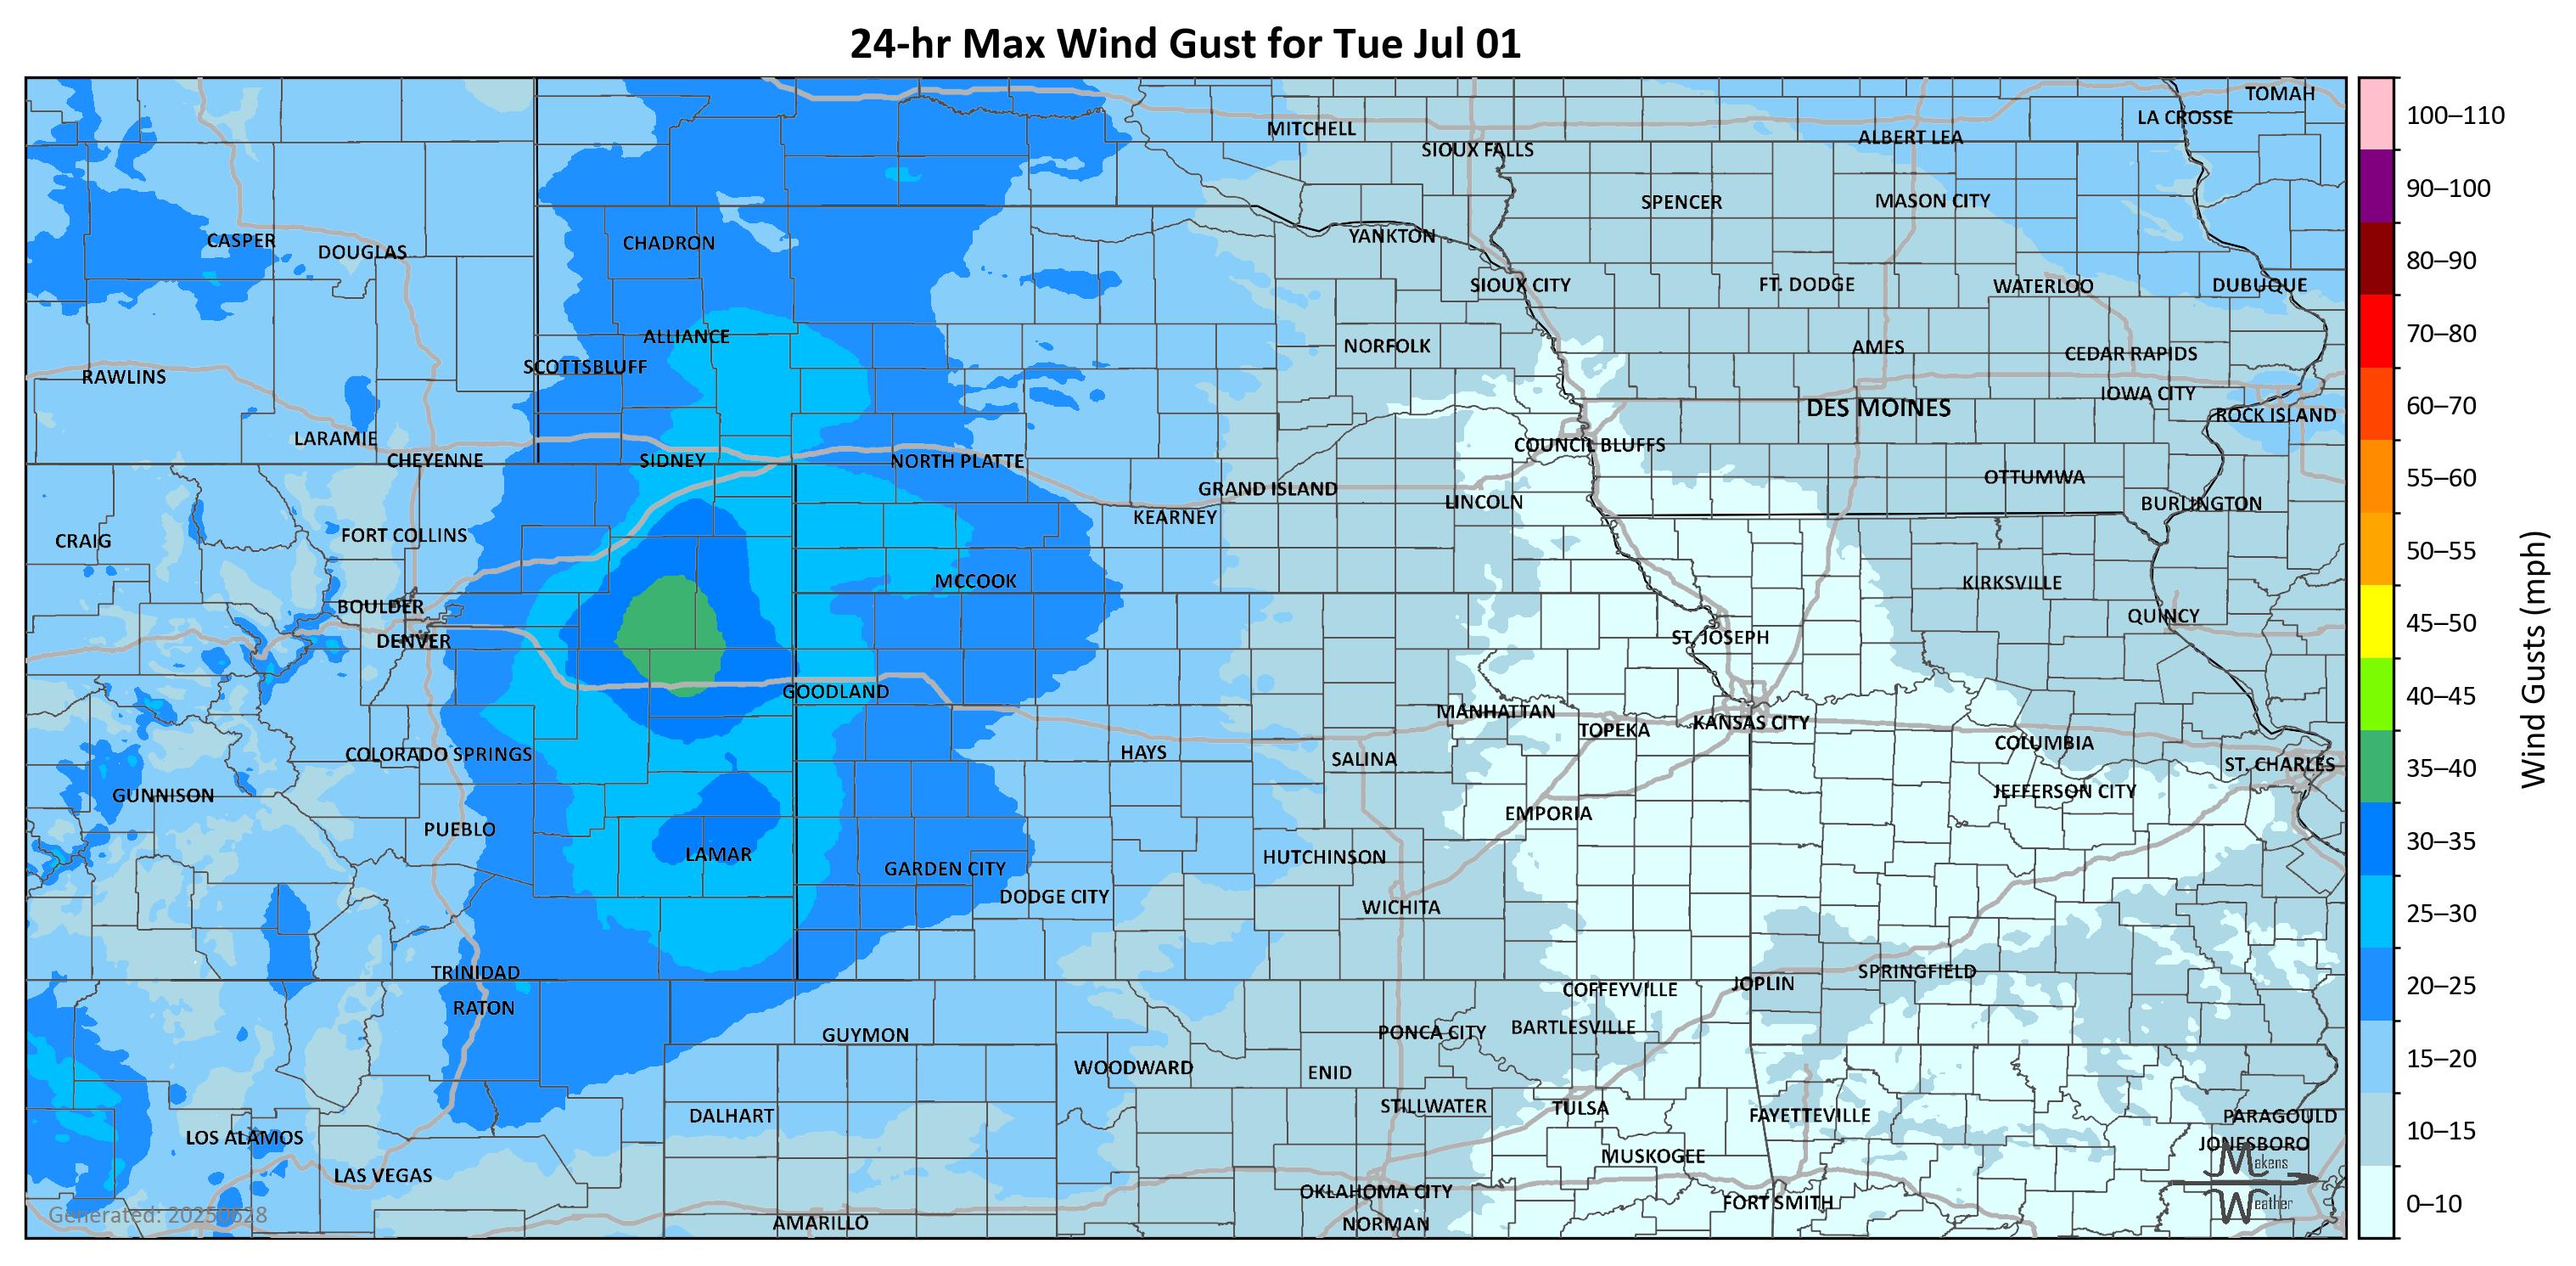 24-hr Max Wind Gust for Tue Jul 01
TOMAH
LA CROSSE
MITCHELL
ALBERT LEA
SIOUX FALLS
SPENCER
MASON CITY
YANKTON
CASPER
CHADRON
DOUGLAS
SIOUX CITY
FT. DODGE
WATERLOO
DUBUQUE
ALLIANCE
NORFOLK
AMES
CEDAR RAPIDS
SCOTTSBLUFF
RAWLINS
IOWA CITY
DES MOINES
ROCK ISLAND
LARAMIE
COUNCIL BLUFFS
CHEYENNE
SIDNEY
NORTH PLATTE
OTTUMWA
GRAND ISLAND
LINCOLN
BURLINGTON
KEARNEY
FORT COLLINS
CRAIG
MCCOOK
KIRKSVILLE
BOULDER
QUINCY
DENVER
ST. JOSEPH
GOODLAND
MANHATTAN
KANSAS CITY
TOPEKA
COLUMBIA
COLORADO SPRINGS
HAYS
SALINA
ST. CHARLES
GUNNISON
JEFFERSON CITY
EMPORIA
PUEBLO
LAMAR
HUTCHINSON
GARDEN CITY
DODGE CITY
WICHITA
TRINIDAD
SPRINGFIELD
JOPLIN
COFFEYVILLE
RATON
BARTLESVILLE
PONCA CITY
GUYMON
WOODWARD
ENID
STILLWATER
TULSA
DALHART
FAYETTEVILLE
PARAGOULD
LOS ALAMOS
JONESBORO
MUSKOGEE
LAS VEGAS
OKLAHOMA CITY
FORT SMITH
AMARILLO
NORMAN
Makens
Weather
Generated: 20250628
100–110
90–100
80–90
70–80
60–70
55–60
50–55
45–50
40–45
35–40
30–35
25–30
20–25
15–20
10–15
0–10
Wind Gusts (mph)